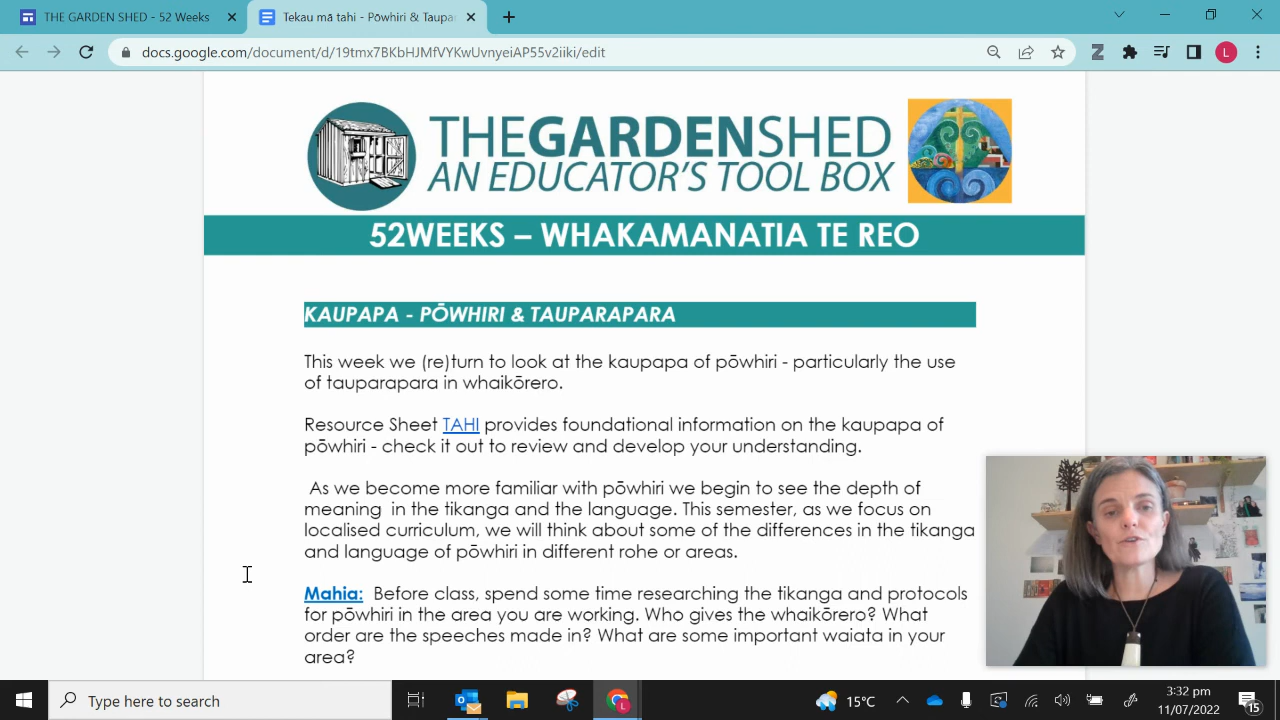 THE GARDEN SHED - 52 Weeks
Tekau mā tahi - Pōwhiri & Taupa
docs.google.com/document/d/19tmx7BKbHJMfVYKwUvnyeiAP55v2iiki/edit
Z
L
THEGARDENSHED
AN EDUCATOR'S TOOL BOX
52WEEKS – WHAKAMANATIA TE REO
KAUPAPA - PŌWHIRI & TAUPARAPARA
This week we (re)turn to look at the kaupapa of pōwhiri - particularly the use
of tauparapara in whaikōrero.
Resource Sheet TAHI provides foundational information on the kaupapa of
pōwhiri - check it out to review and develop your understanding.
As we become more familiar with pōwhiri we begin to see the depth of
meaning in the tikanga and the language. This semester, as we focus on
localised curriculum, we will think about some of the differences in the tikanga
and language of pōwhiri in different rohe or areas.
Mahia: Before class, spend some time researching the tikanga and protocols
for pōwhiri in the area you are working. Who gives the whaikōrero? What
order are the speeches made in? What are some important waiata in your
area?
Type here to search
L
15°C
3:32 pm
11/07/2022
15